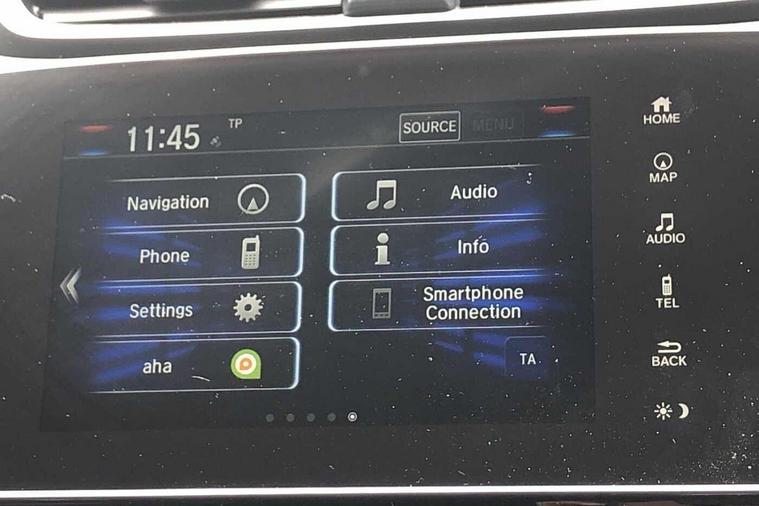 11:45
TP
SOURCE
MENU
Navigation
Audio
Phone
Info
Settings
Smartphone
Connection
aha
TA
HOME
MAP
AUDIO
TEL
BACK